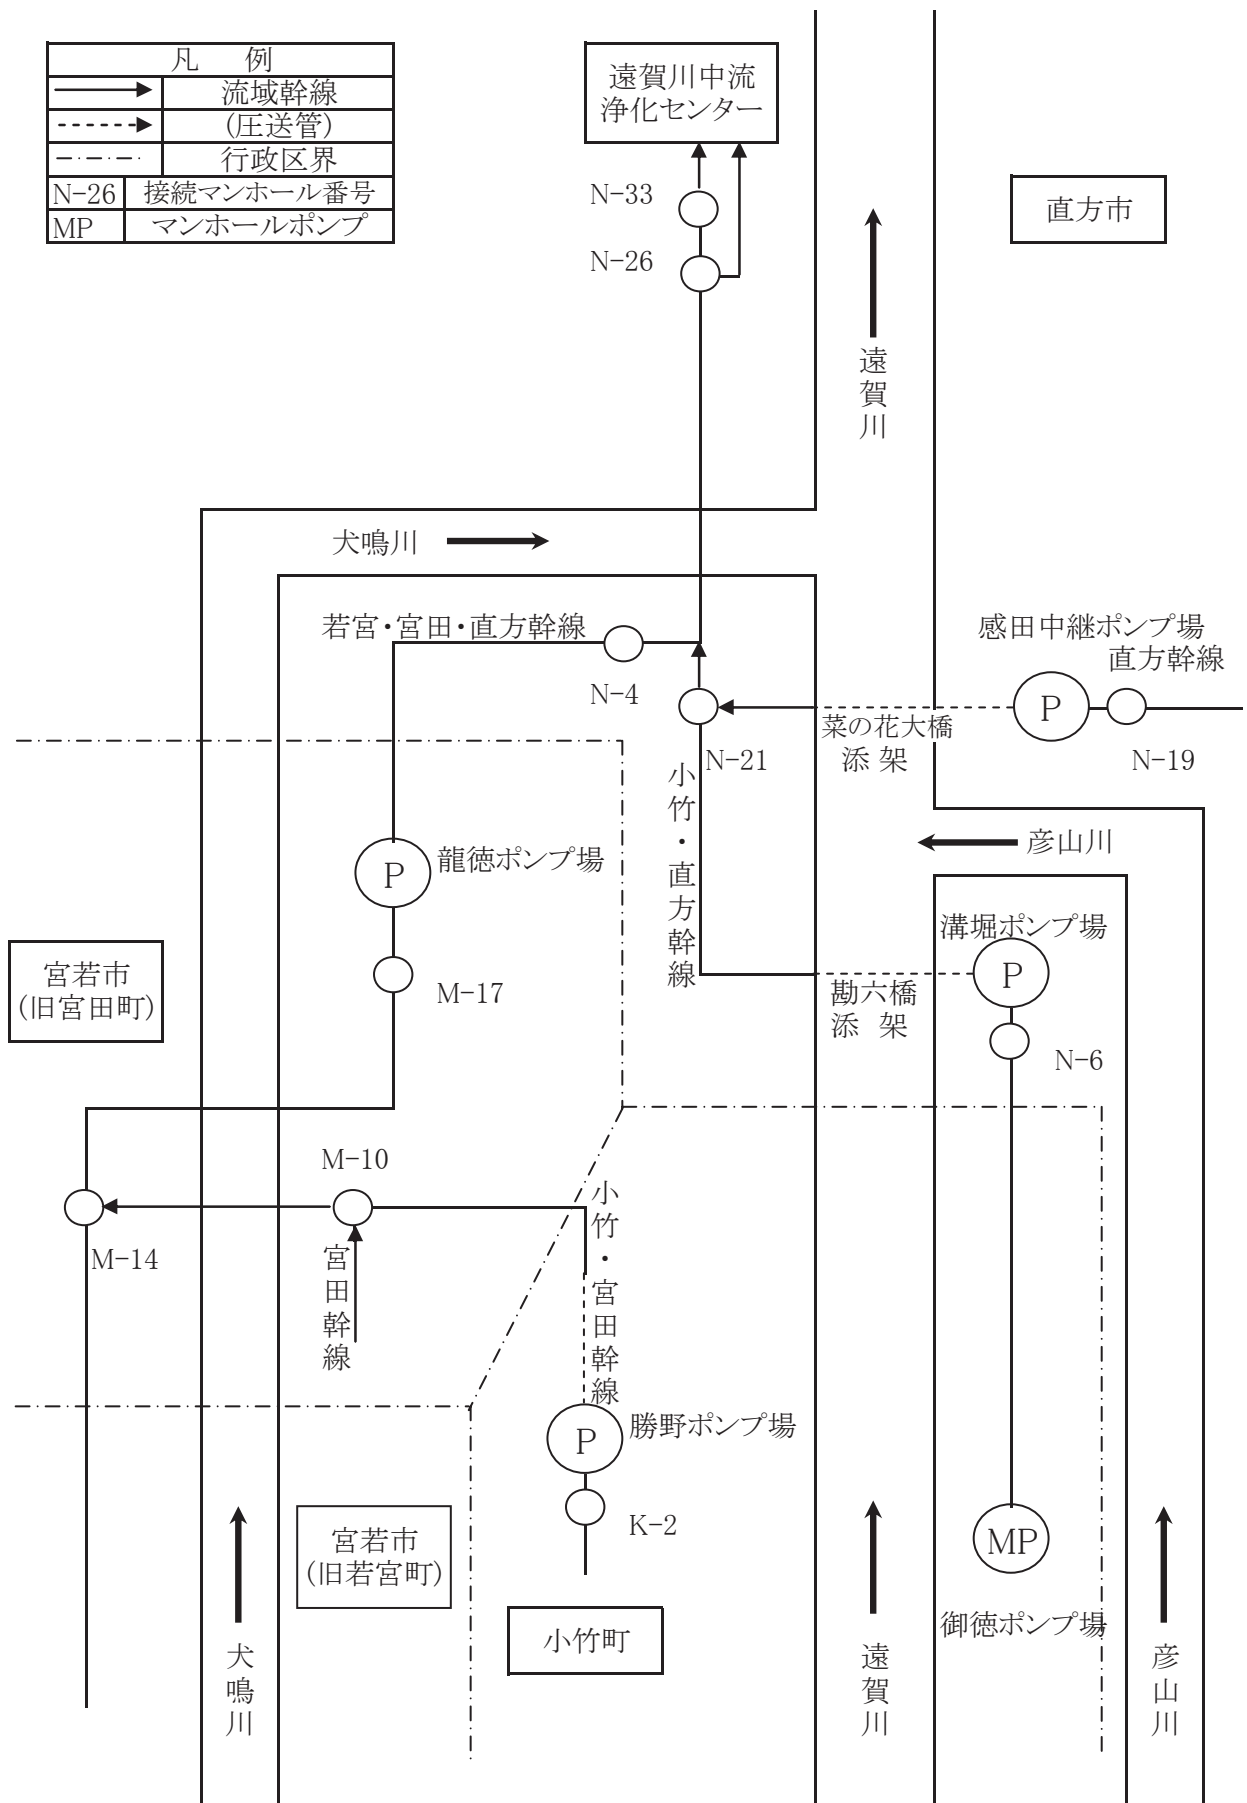 凡 例
流域幹線
(圧送管)
行政区界
N-26 接続マンホール番号
MP マンホールポンプ
遠賀川中流
浄化センター
N-33
N-26
直方市
遠賀川
犬鳴川
若宮・宮田・直方幹線
N-4
感田中継ポンプ場
直方幹線
P
菜の花大橋
添 架
N-21
N-19
小竹・直方幹線
彦山川
P
龍徳ポンプ場
溝堀ポンプ場
P
宮若市
(旧宮田町)
M-17
勘六橋
添 架
N-6
M-10
M-14
宮田幹線
小竹・宮田幹線
P
勝野ポンプ場
K-2
宮若市
(旧若宮町)
MP
御徳ポンプ場
小竹町
犬鳴川
遠賀川
彦山川